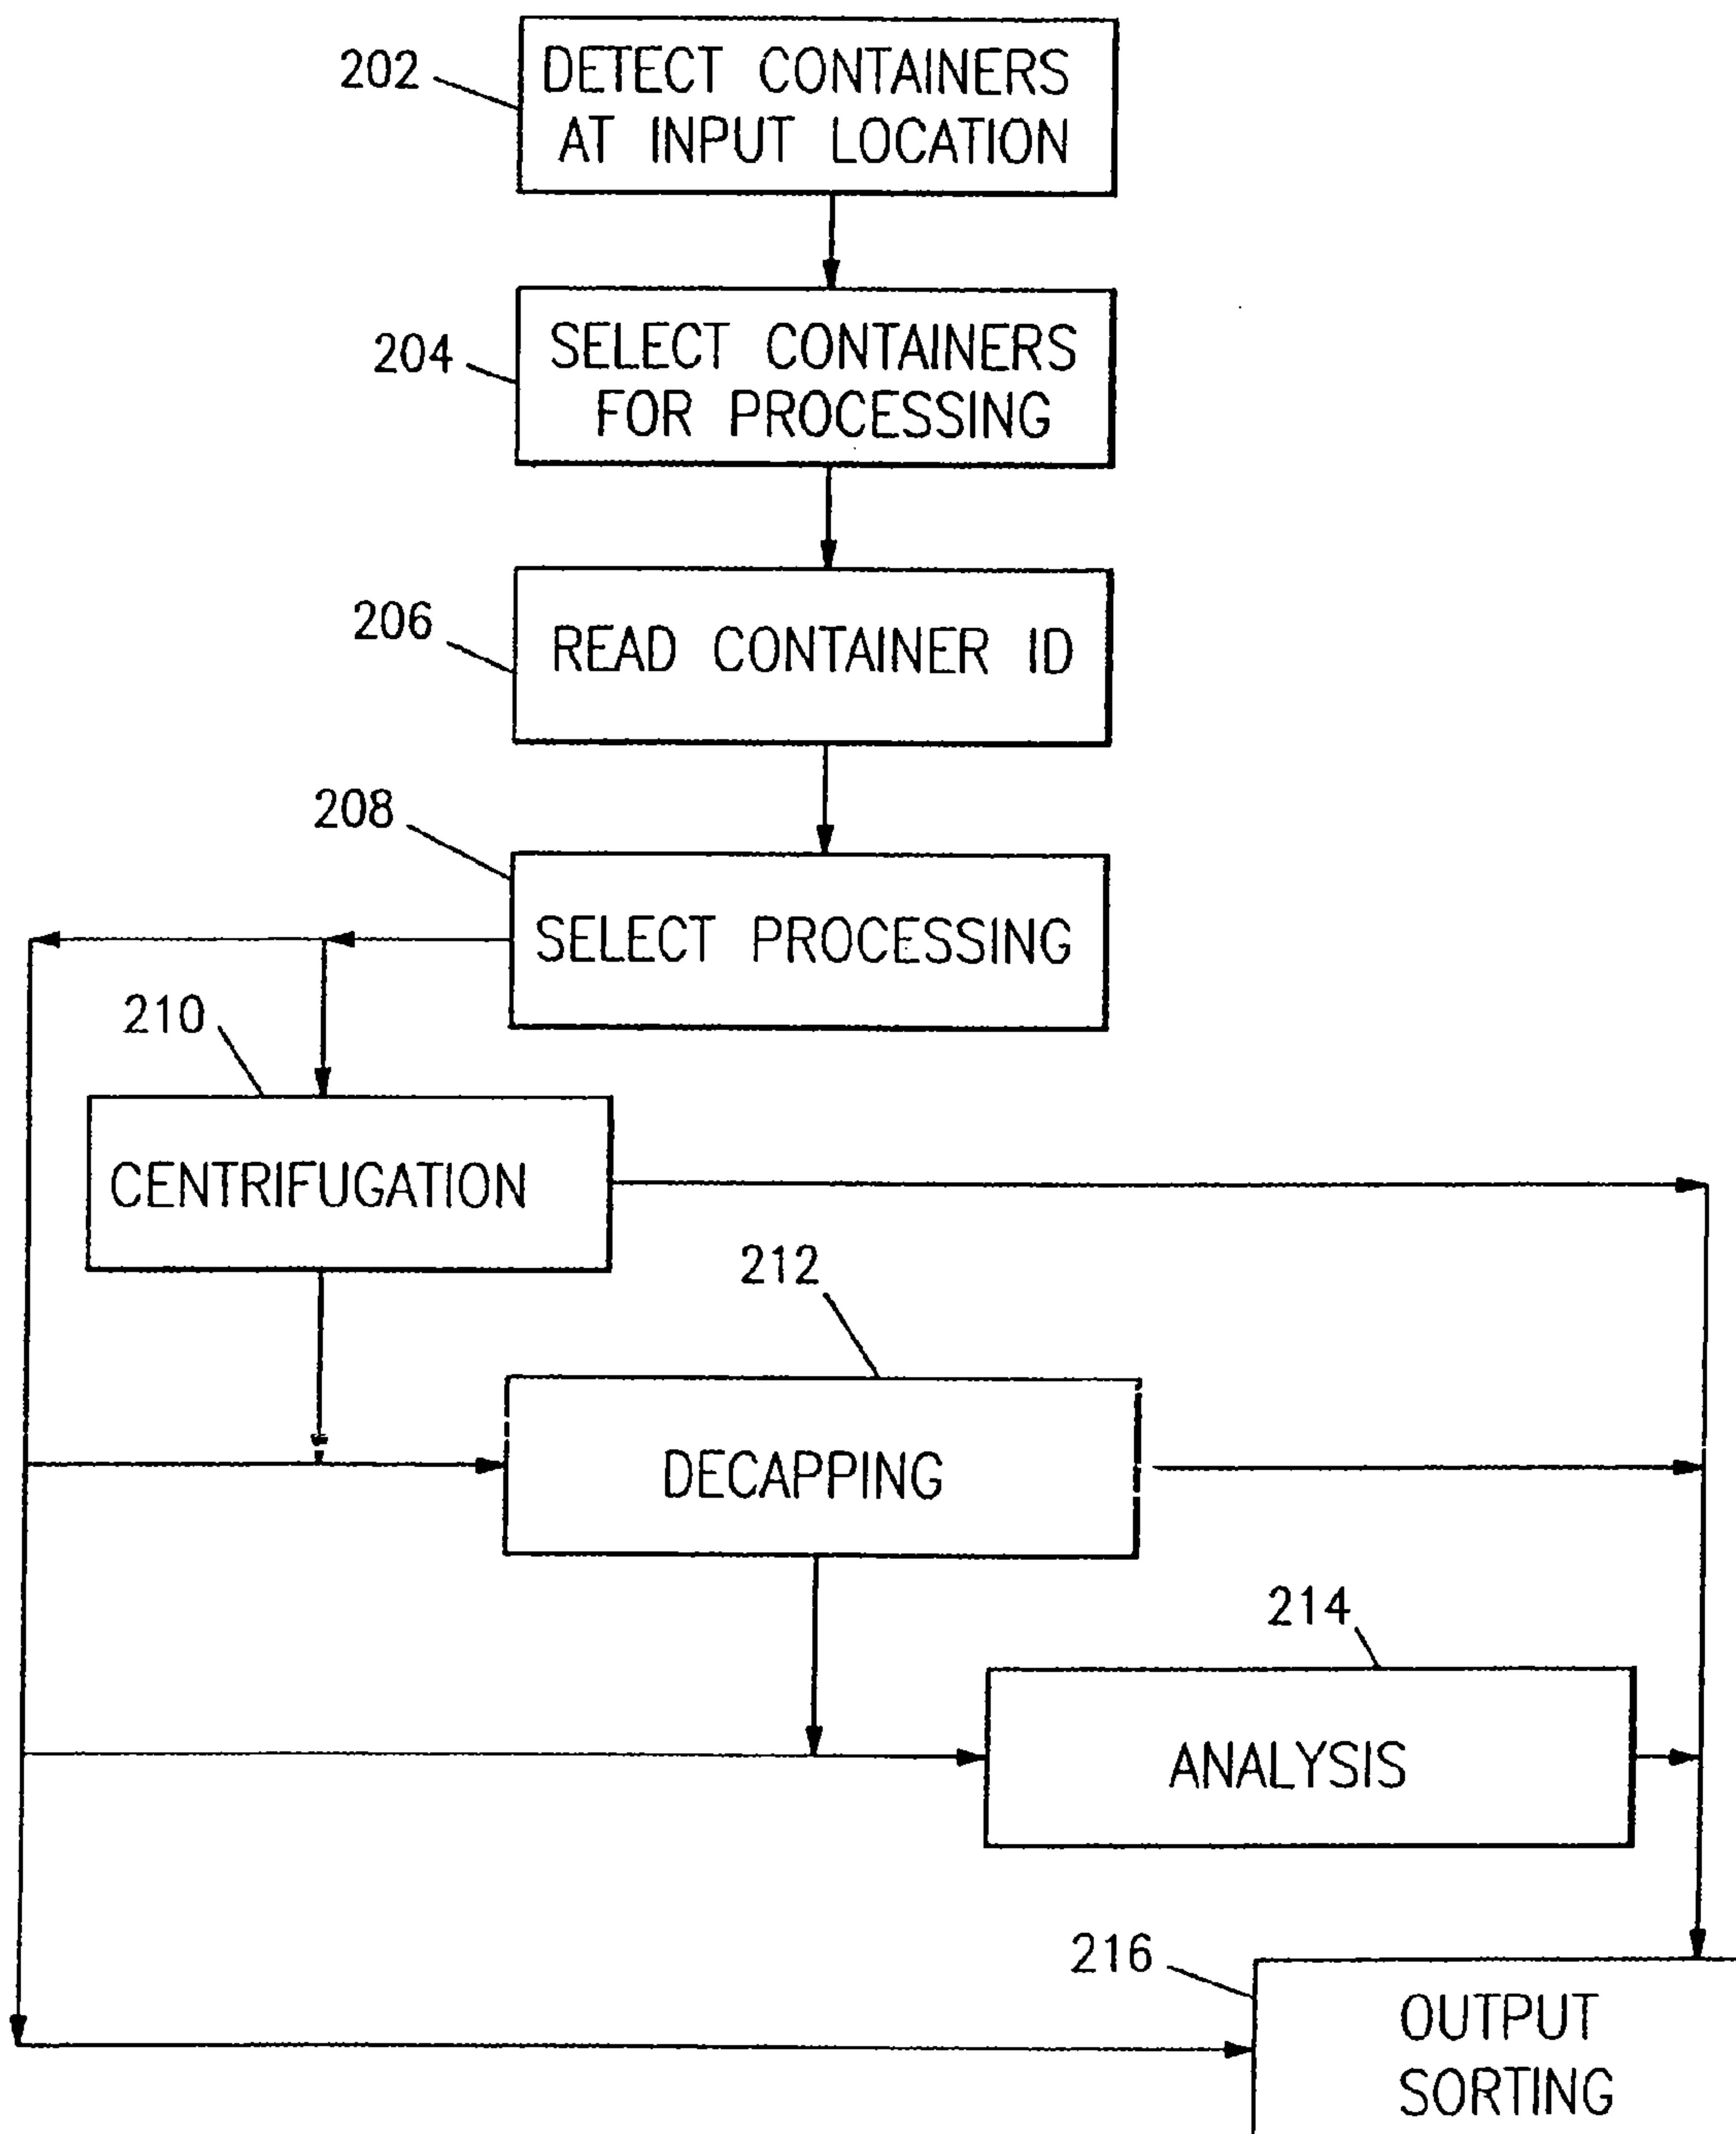 202
DETECT CONTAINERS
AT INPUT LOCATION
204
SELECT CONTAINERS
FOR PROCESSING
206
READ CONTAINER ID
208
SELECT PROCESSING
210
CENTRIFUGATION
212
DECAPPING
214
ANALYSIS
216
OUTPUT
SORTING